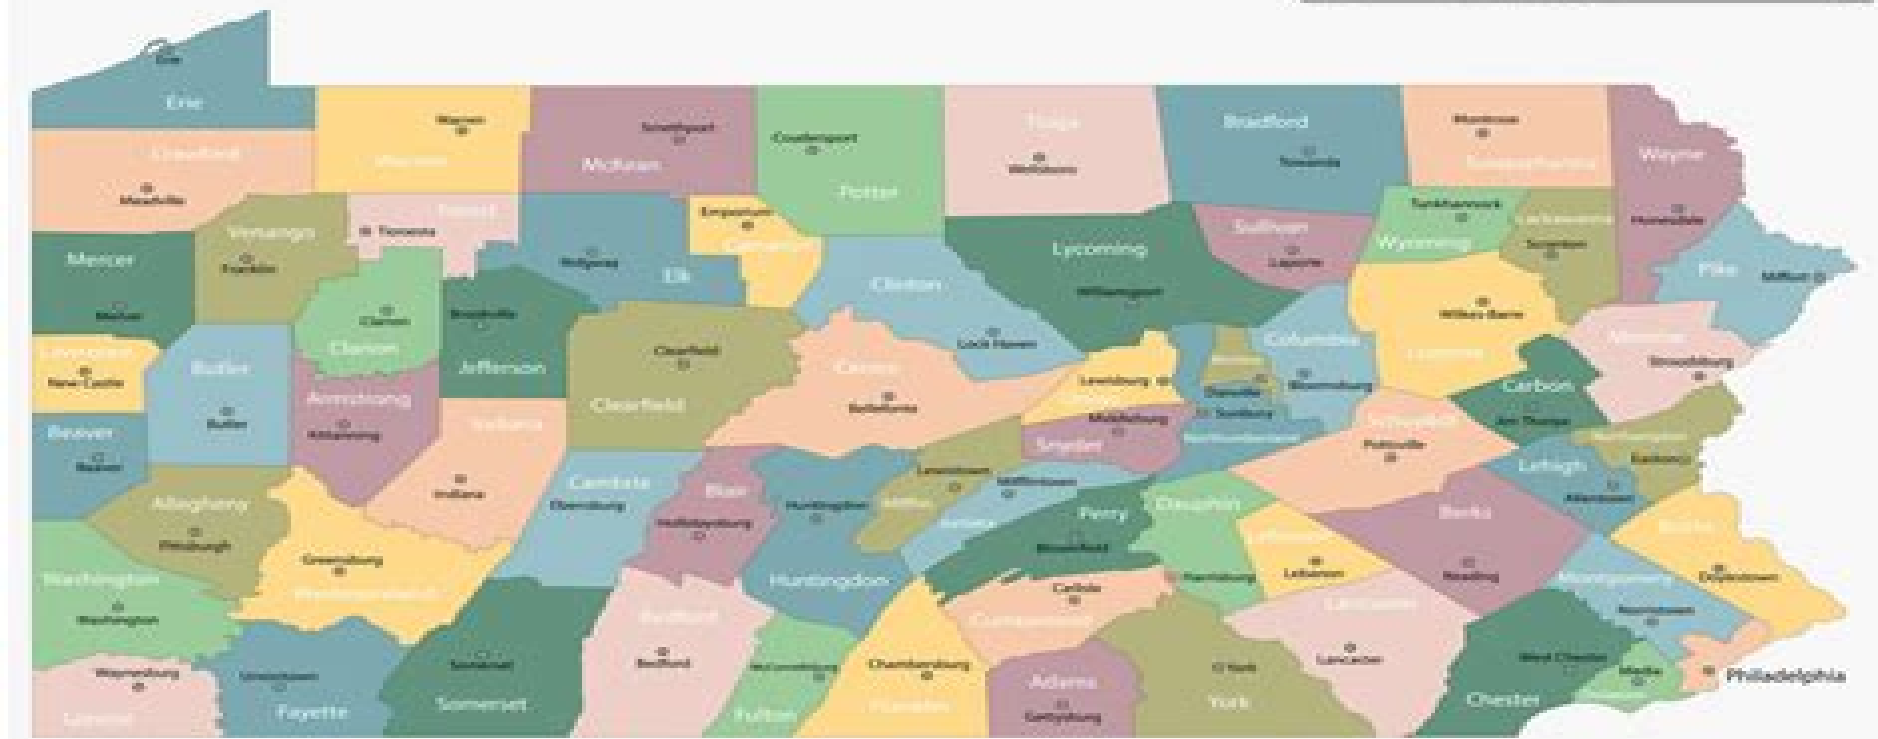 Erie
Erie
Crawford
Meadville
Warren
Warren
Smethport
McKean
Coudersport
Potter
Tioga
Wellsboro
Bradford
Towanda
Montrose
Susquehanna
Wayne
Honesdale
Mercer
Mercer
Venango
Franklin
Forest
Tionesta
Ridgway
Elk
Emporium
Cameron
Clinton
Lock Haven
Lycoming
Williamsport
Sullivan
Laporte
Tunkhannock
Wyoming
Lackawanna
Scranton
Pike
Milford
Lawrence
New Castle
Butler
Butler
Clarion
Clarion
Brookville
Jefferson
Clearfield
Clearfield
Centre
Bellefonte
Lewisburg
Union
Danville
Sunbury
Northumberland
Columbia
Bloomsburg
Wilkes-Barre
Luzerne
Monroe
Stroudsburg
Carbon
Jim Thorpe
Beaver
Beaver
Armstrong
Kittanning
Indiana
Indiana
Cambria
Ebensburg
Blair
Hollidaysburg
Huntingdon
Huntingdon
Lewistown
Mifflin
Middleburg
Snyder
Mifflintown
Juniata
Perry
Bloomfield
Dauphin
Harrisburg
Schuylkill
Pottsville
Lehigh
Allentown
Northampton
Easton
Allegheny
Pittsburgh
Greensburg
Westmoreland
Washington
Washington
Somerset
Somerset
Bedford
Bedford
McConnellsburg
Fulton
Chambersburg
Franklin
Carlisle
Cumberland
Adams
Gettysburg
York
York
Lebanon
Lebanon
Lancaster
Lancaster
Berks
Reading
Montgomery
Norristown
Bucks
Doylestown
West Chester
Chester
Media
Philadelphia
Waynesburg
Uniontown
Fayette